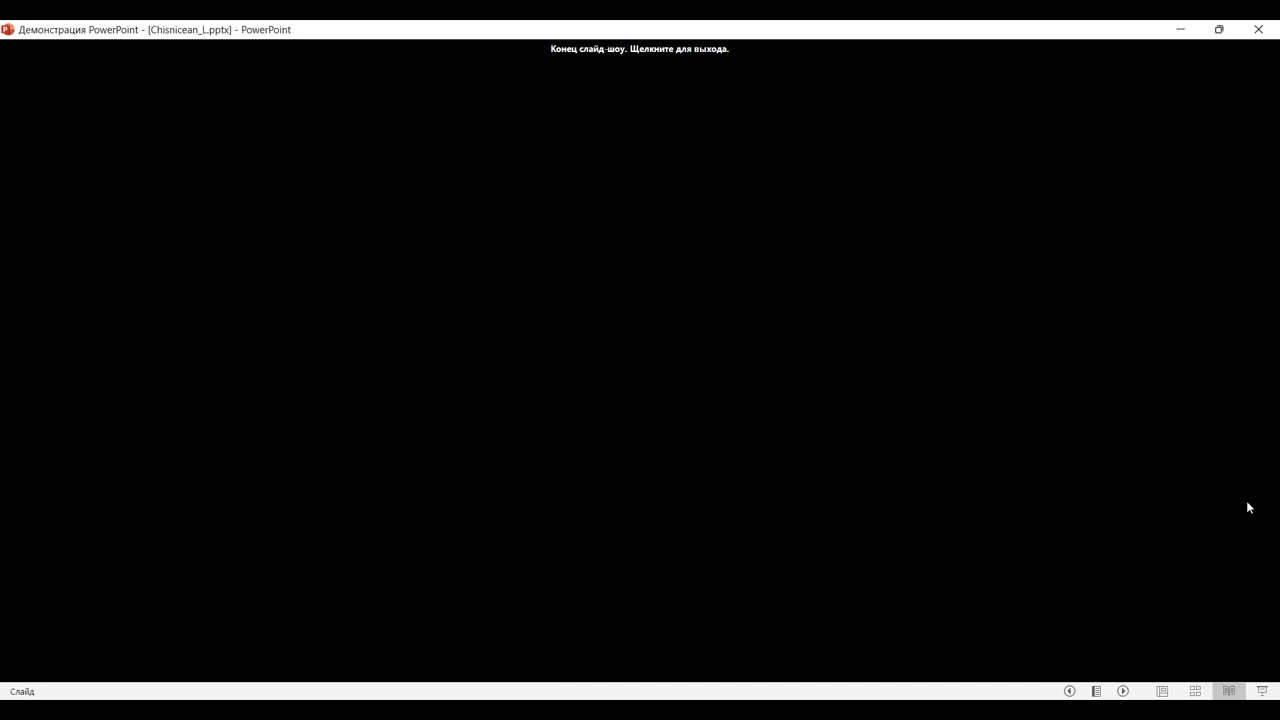 Демонстрация PowerPoint - [Chisnicean_L.pptx] - PowerPoint
Конец слайд-шоу. Щелкните для выхода.
Слайд